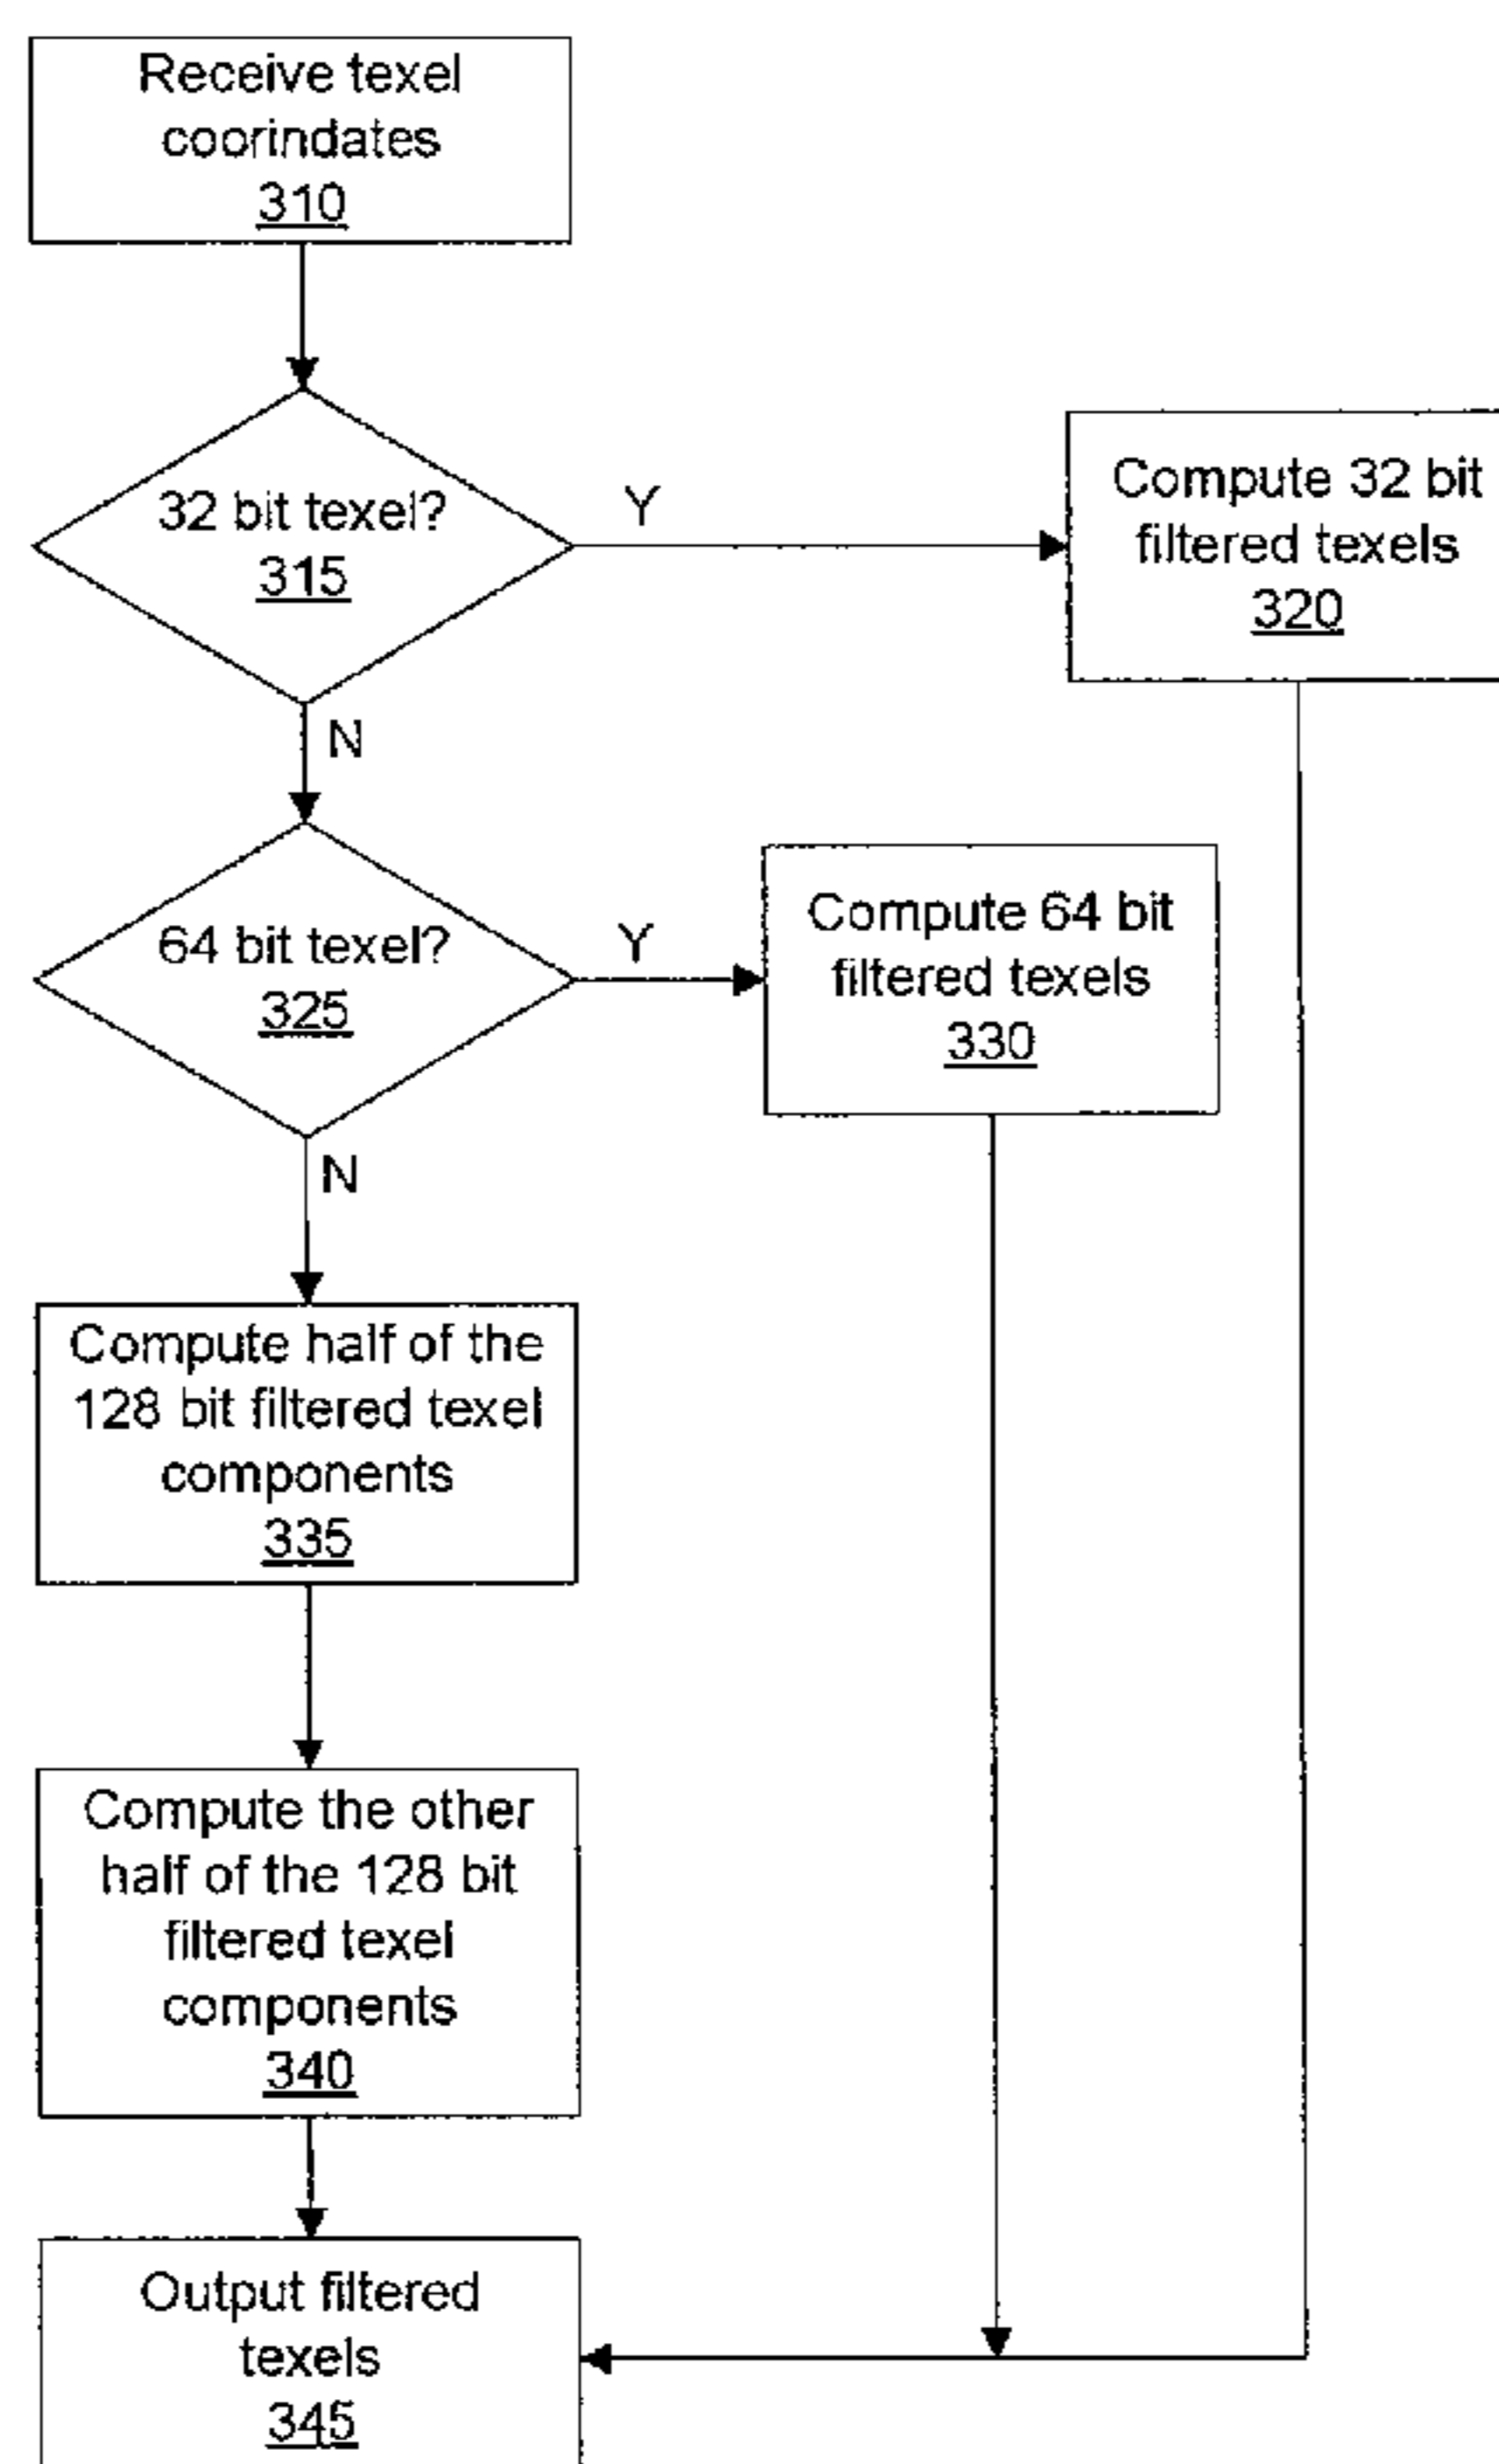 Receive texel
coorindates
310
32 bit texel?
315
Y
Compute 32 bit
filtered texels
320
N
64 bit texel?
325
Y
Compute 64 bit
filtered texels
330
N
Compute half of the
128 bit filtered texel
components
335
Compute the other
half of the 128 bit
filtered texel
components
340
Output filtered
texels
345